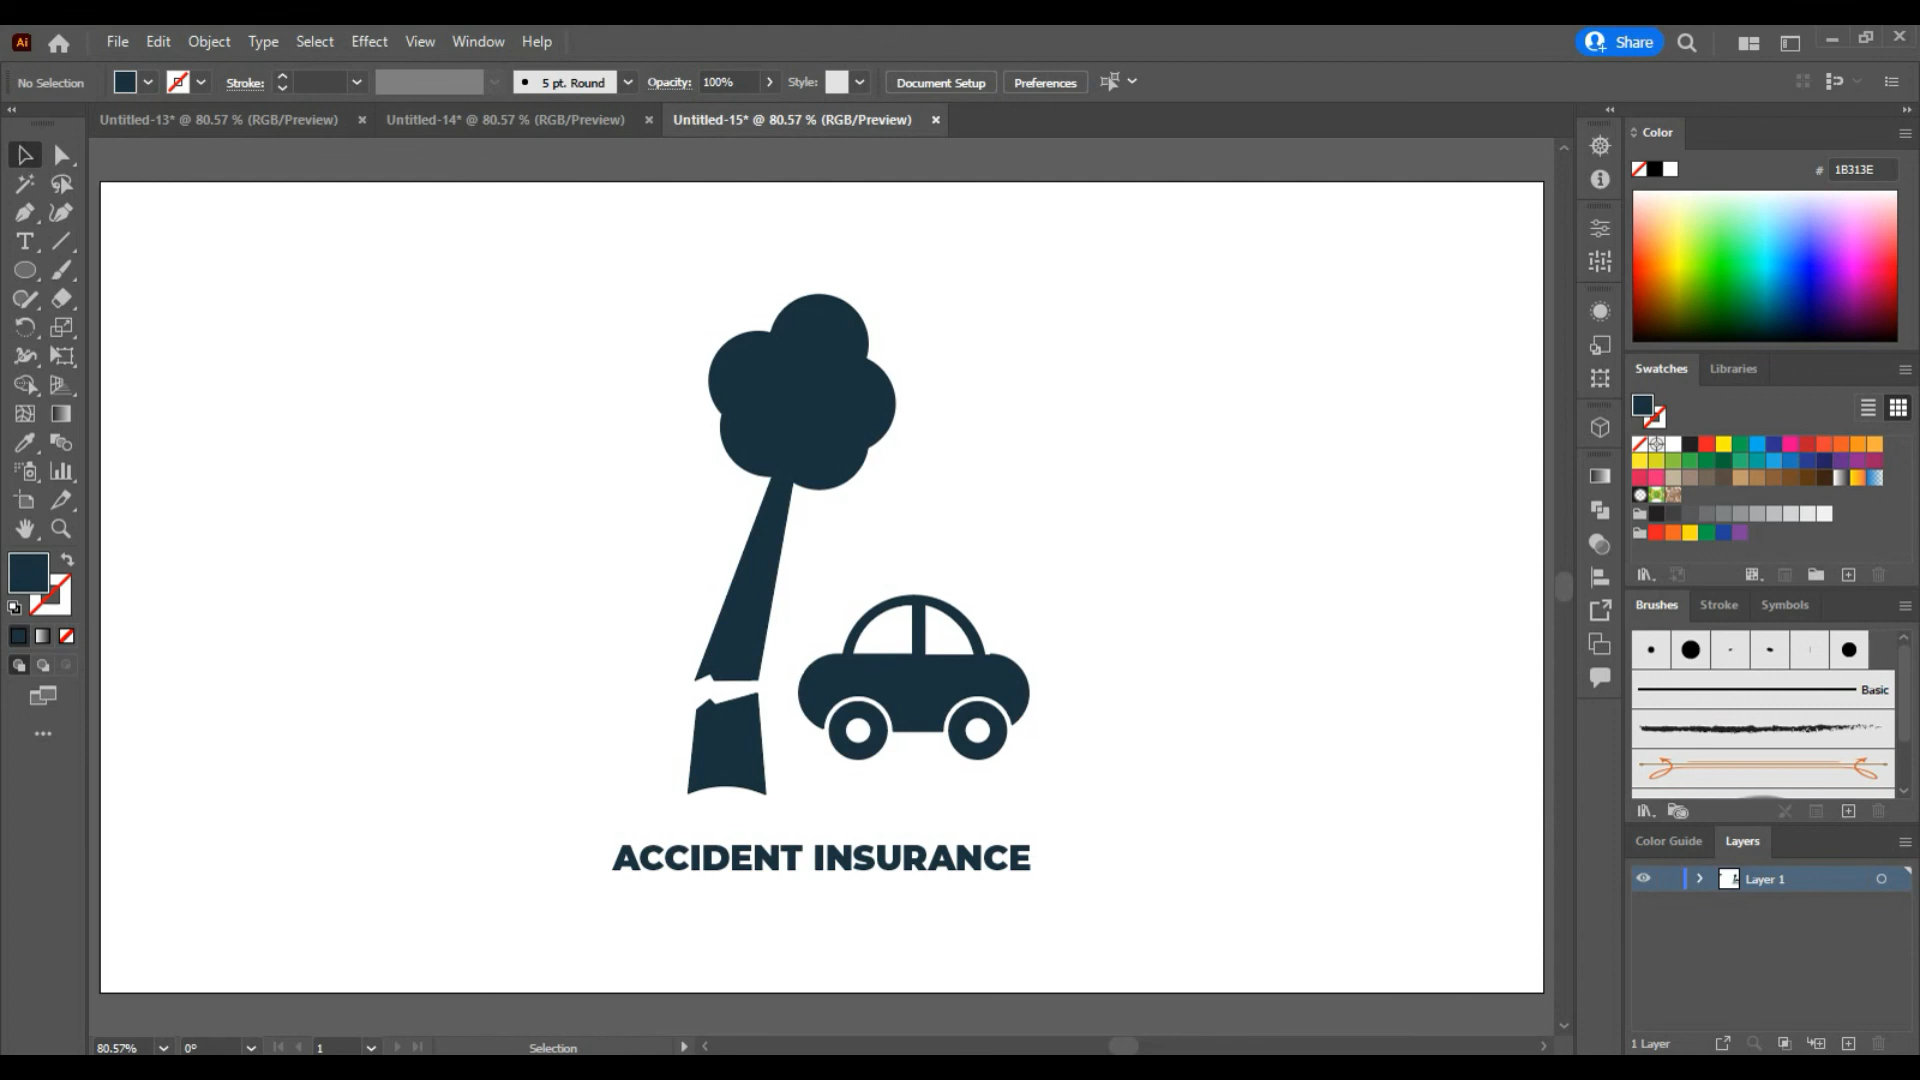 Ai File Edit Object Type Select Effect View Window Help Share
No Selection Stroke: 5 pt. Round Opacity: 100% Style: Document Setup Preferences
Untitled-13* @ 80.57 % (RGB/Preview) Untitled-14* @ 80.57 % (RGB/Preview) Untitled-15* @ 80.57 % (RGB/Preview)
Color
# 1B313E
Swatches Libraries
Brushes Stroke Symbols
Basic
ACCIDENT INSURANCE
Color Guide Layers
Layer 1
80.57% 0° 1 Selection
1 Layer